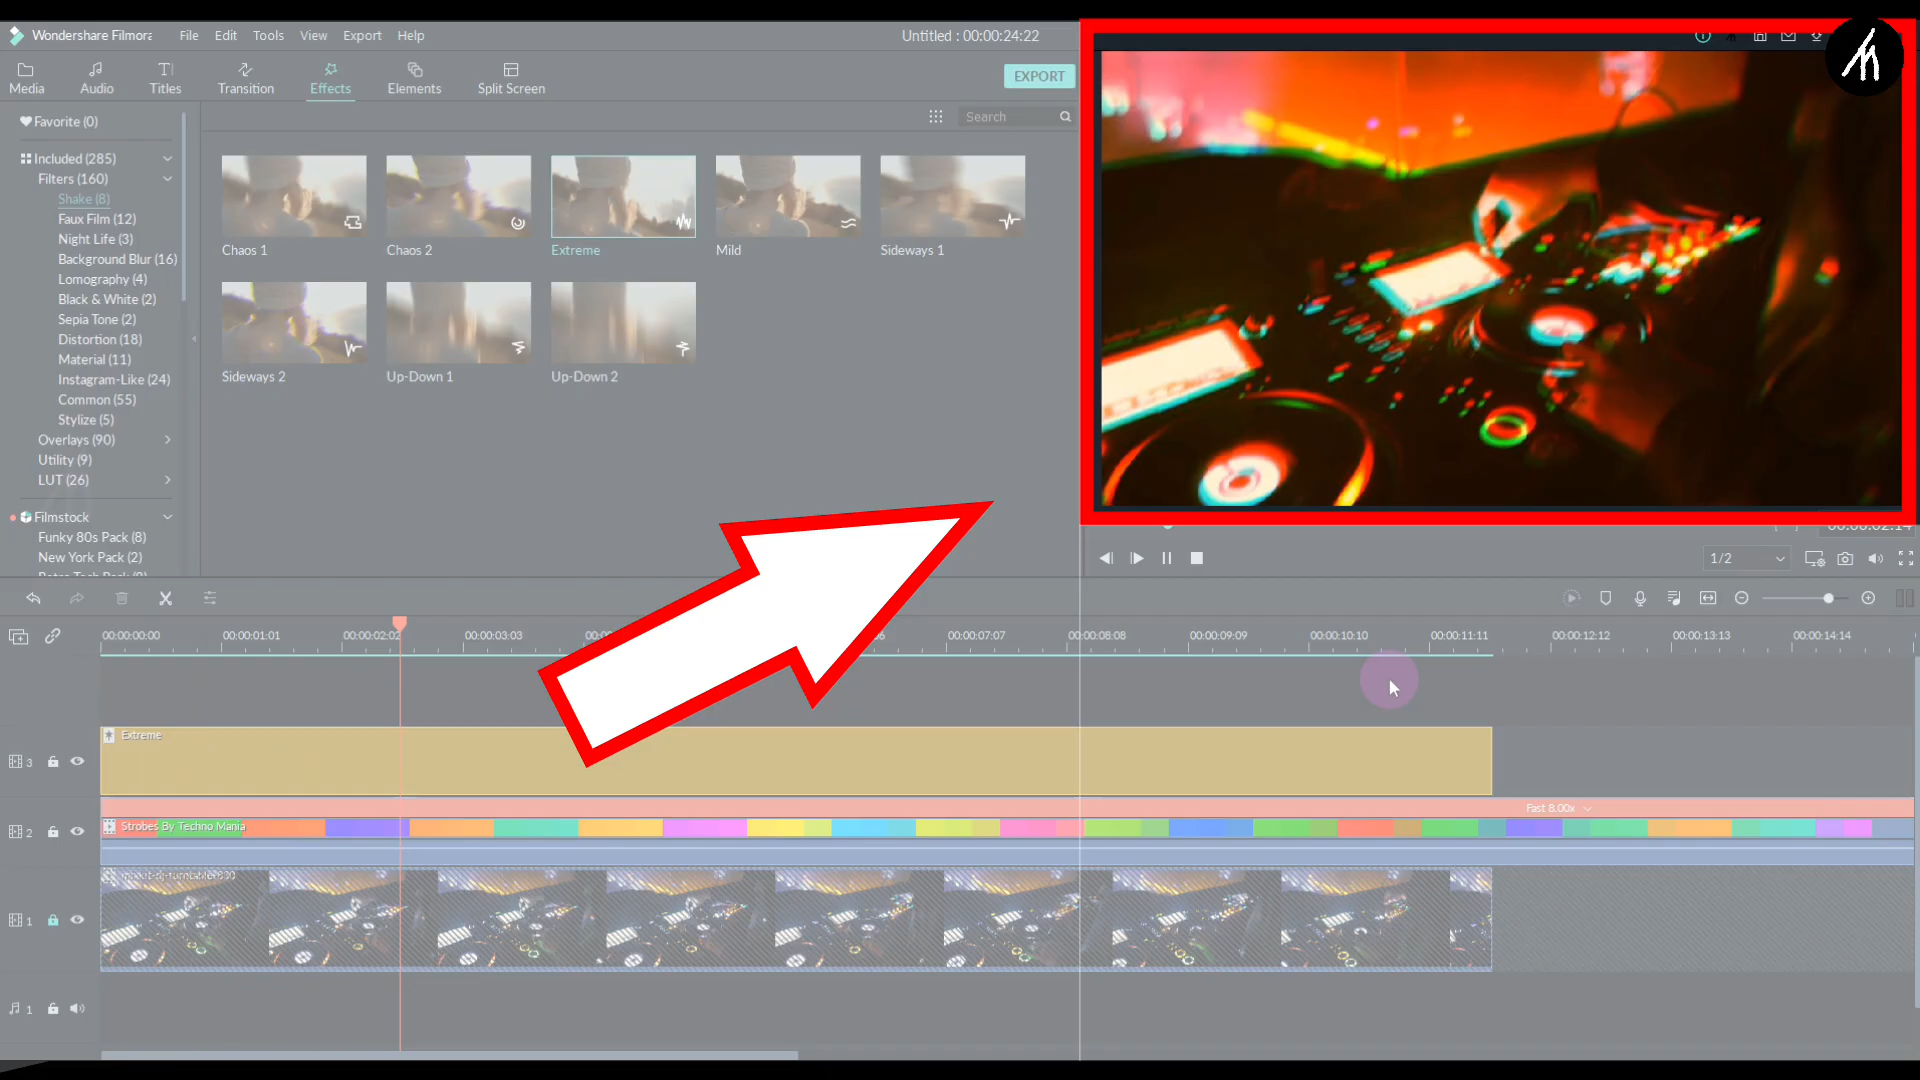 Wondershare Filmora File Edit Tools View Export Help Untitled : 00:00:24:22
Media Audio Titles Transition Effects Elements Split Screen EXPORT
Favorite (0)
Search
Included (285)
Filters (160)
Shake (8)
Faux Film (12)
Night Life (3)
Background Blur (16)
Lomography (4)
Black & White (2)
Sepia Tone (2)
Distortion (18)
Material (11)
Instagram-Like (24)
Common (55)
Stylize (5)
Overlays (90)
Utility (9)
LUT (26)
Filmstock
Funky 80s Pack (8)
New York Pack (2)
Chaos 1 Chaos 2 Extreme Mild Sideways 1
Sideways 2 Up-Down 1 Up-Down 2
1/2
00:00:00:00 00:00:01:01 00:00:02:02 00:00:03:03 00:00:07:07 00:00:08:08 00:00:09:09 00:00:10:10 00:00:11:11 00:00:12:12 00:00:13:13 00:00:14:14
Extreme
3
Fast 8.00x
Strobes By Techno Mania
2
1
1